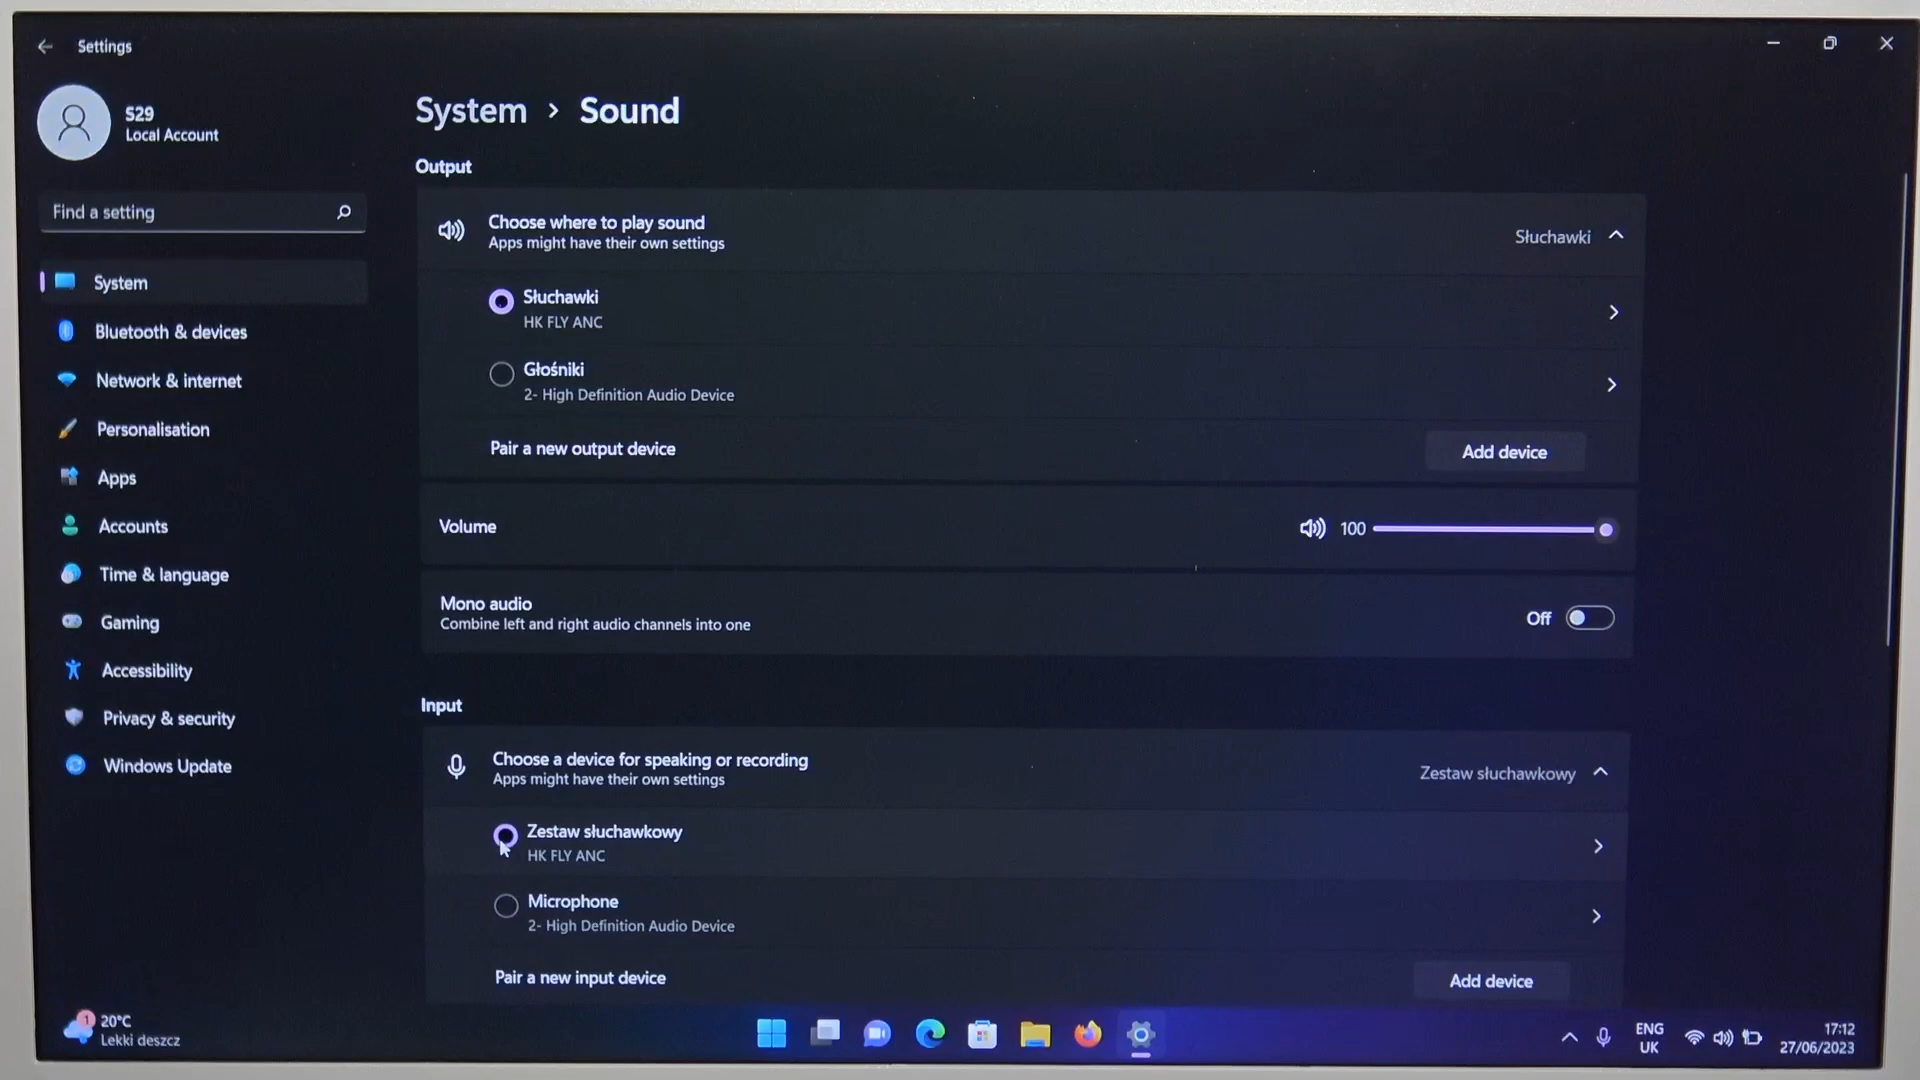 Settings
S29
Local Account
Find a setting
System
Bluetooth & devices
Network & internet
Personalisation
Apps
Accounts
Time & language
Gaming
Accessibility
Privacy & security
Windows Update
System > Sound
Output
Choose where to play sound
Apps might have their own settings
Słuchawki
Słuchawki
HK FLY ANC
Głośniki
2- High Definition Audio Device
Pair a new output device
Add device
Volume
100
Mono audio
Combine left and right audio channels into one
Off
Input
Choose a device for speaking or recording
Apps might have their own settings
Zestaw słuchawkowy
Zestaw słuchawkowy
HK FLY ANC
Microphone
2- High Definition Audio Device
Pair a new input device
Add device
1
20°C
Lekki deszcz
ENG
UK
17:12
27/06/2023